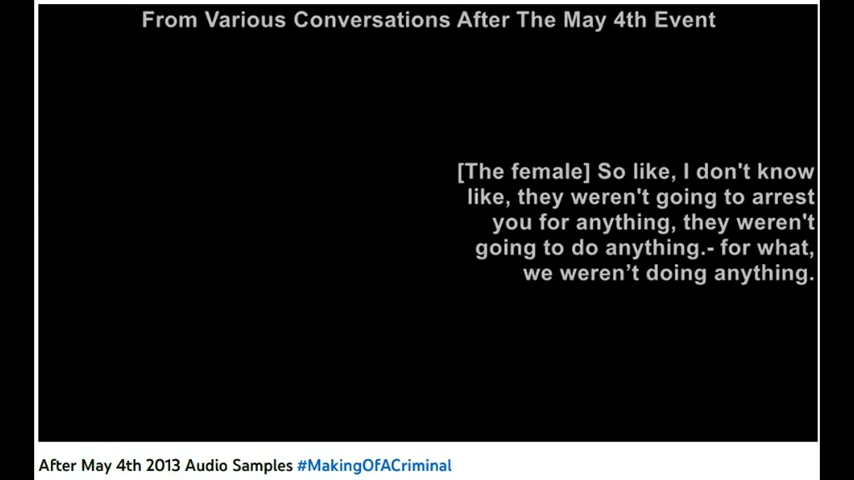 From Various Conversations After The May 4th Event
[The female] So like, I don't know
like, they weren't going to arrest
you for anything, they weren't
going to do anything.- for what,
we weren’t doing anything.
After May 4th 2013 Audio Samples #MakingOfACriminal